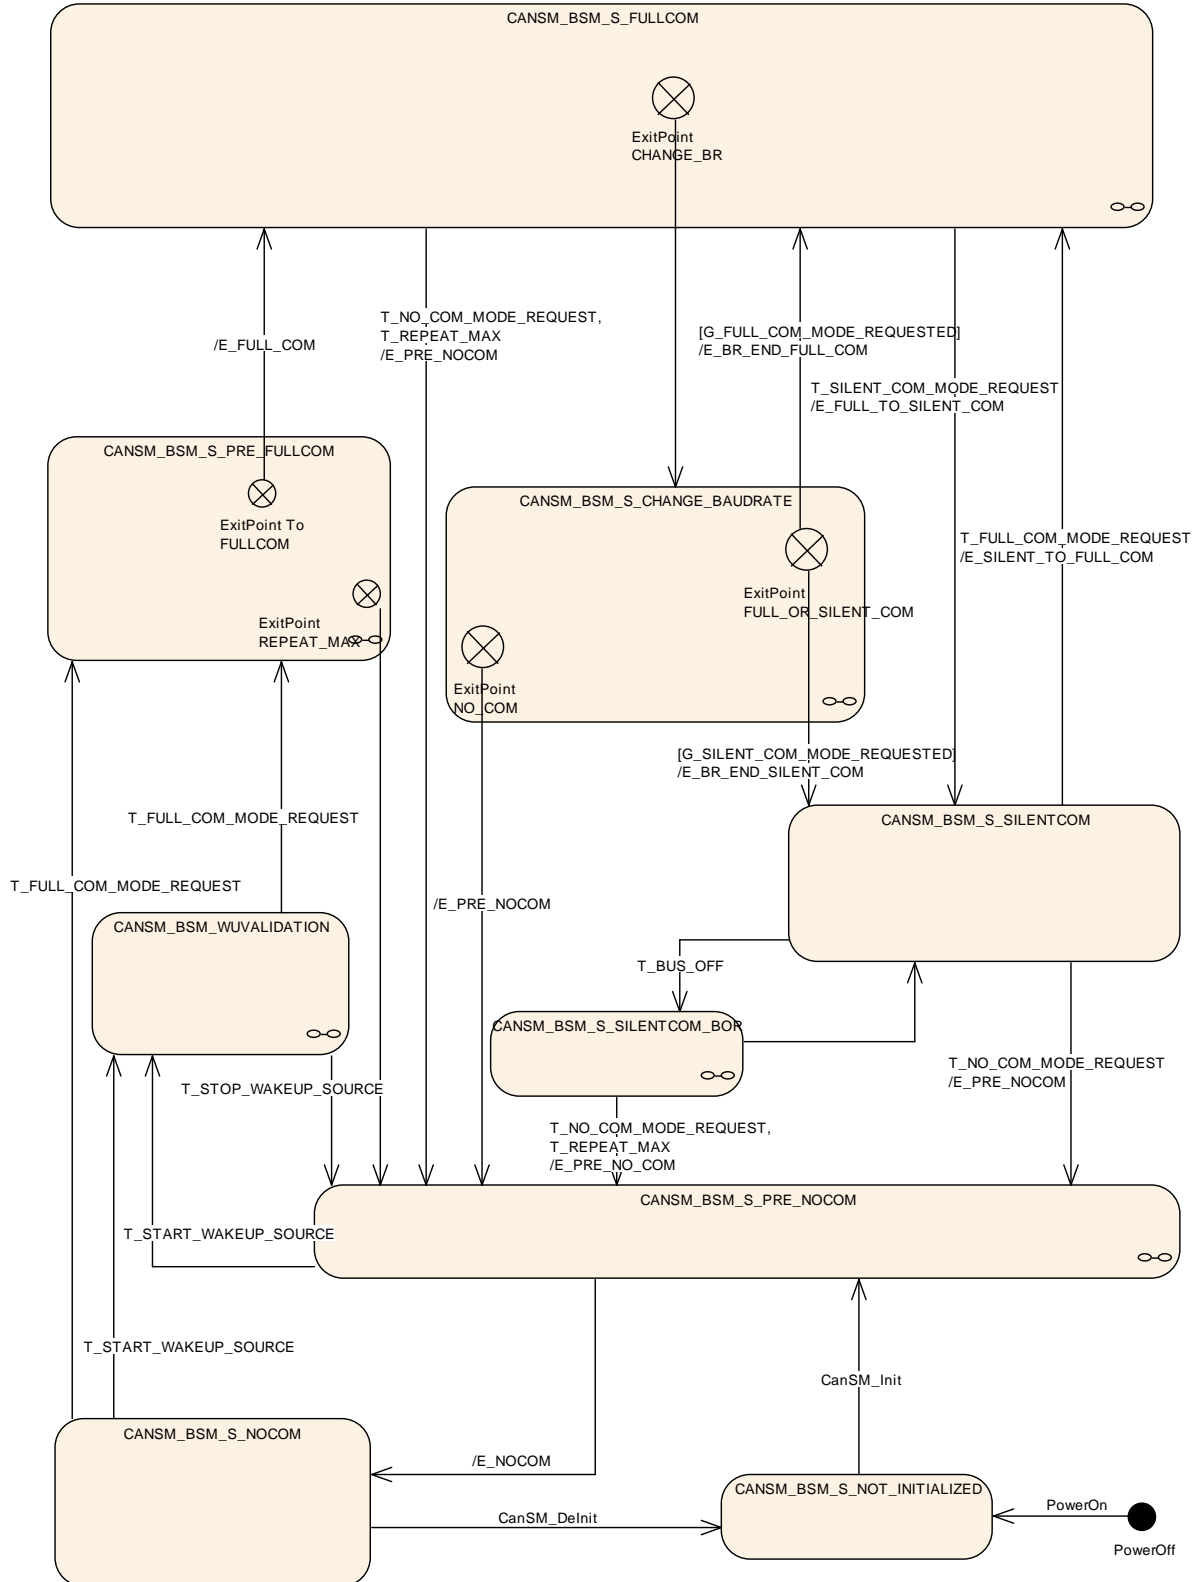 CANSM_BSM_S_FULLCOM
ExitPoint
CHANGE_BR
T_NO_COM_MODE_REQUEST,
T_REPEAT_MAX
/E_PRE_NOCOM
/E_FULL_COM
[G_FULL_COM_MODE_REQUESTED]
/E_BR_END_FULL_COM
T_SILENT_COM_MODE_REQUEST
/E_FULL_TO_SILENT_COM
CANSM_BSM_S_PRE_FULLCOM
ExitPoint To
FULLCOM
ExitPoint
REPEAT_MAX
CANSM_BSM_S_CHANGE_BAUDRATE
ExitPoint
FULL_OR_SILENT_COM
ExitPoint
NO_COM
T_FULL_COM_MODE_REQUEST
/E_SILENT_TO_FULL_COM
[G_SILENT_COM_MODE_REQUESTED]
/E_BR_END_SILENT_COM
T_FULL_COM_MODE_REQUEST
CANSM_BSM_S_SILENTCOM
T_FULL_COM_MODE_REQUEST
/E_PRE_NOCOM
CANSM_BSM_WUVALIDATION
T_BUS_OFF
CANSM_BSM_S_SILENTCOM_BOR
T_NO_COM_MODE_REQUEST
/E_PRE_NOCOM
T_STOP_WAKEUP_SOURCE
T_NO_COM_MODE_REQUEST,
T_REPEAT_MAX
/E_PRE_NO_COM
CANSM_BSM_S_PRE_NOCOM
T_START_WAKEUP_SOURCE
T_START_WAKEUP_SOURCE
CanSM_Init
CANSM_BSM_S_NOCOM
/E_NOCOM
CANSM_BSM_S_NOT_INITIALIZED
CanSM_DeInit
PowerOn
PowerOff